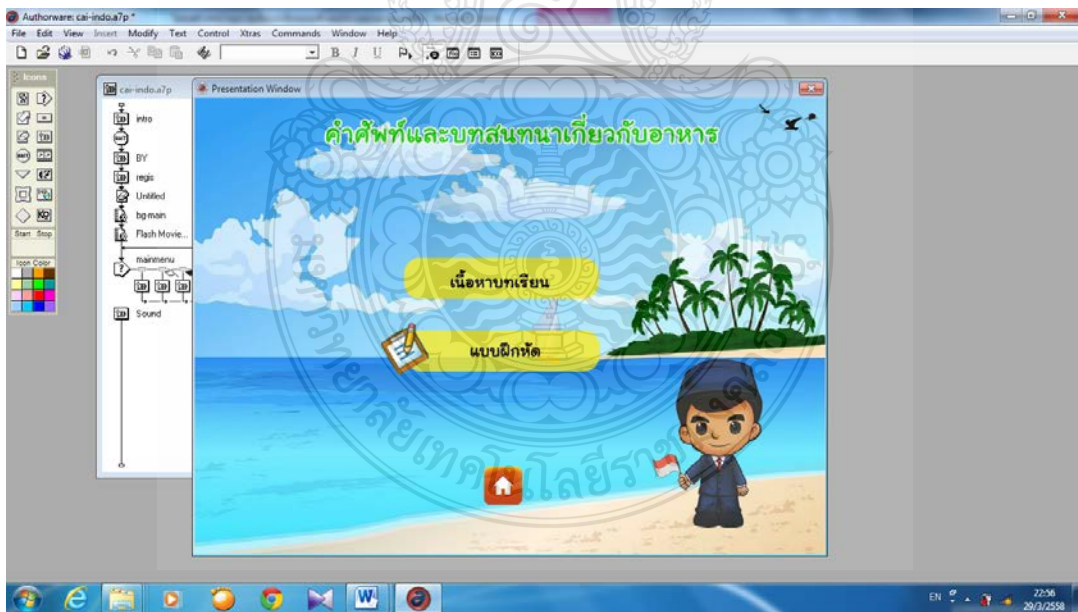 Authorware: cai-indo.a7p *
File Edit View Insert Modify Text Control Xtras Commands Window Help
B I U
Icons
Start Stop
Icon Color
cai-indo.a7p
intro
BY
regis
Untitled
bg-main
Flash Movie...
mainmenu
Sound
Presentation Window
คำศัพท์และบทสนทนาเกี่ยวกับอาหาร
เนื้อหาบทเรียน
แบบฝึกหัด
EN
22:56
29/3/2558